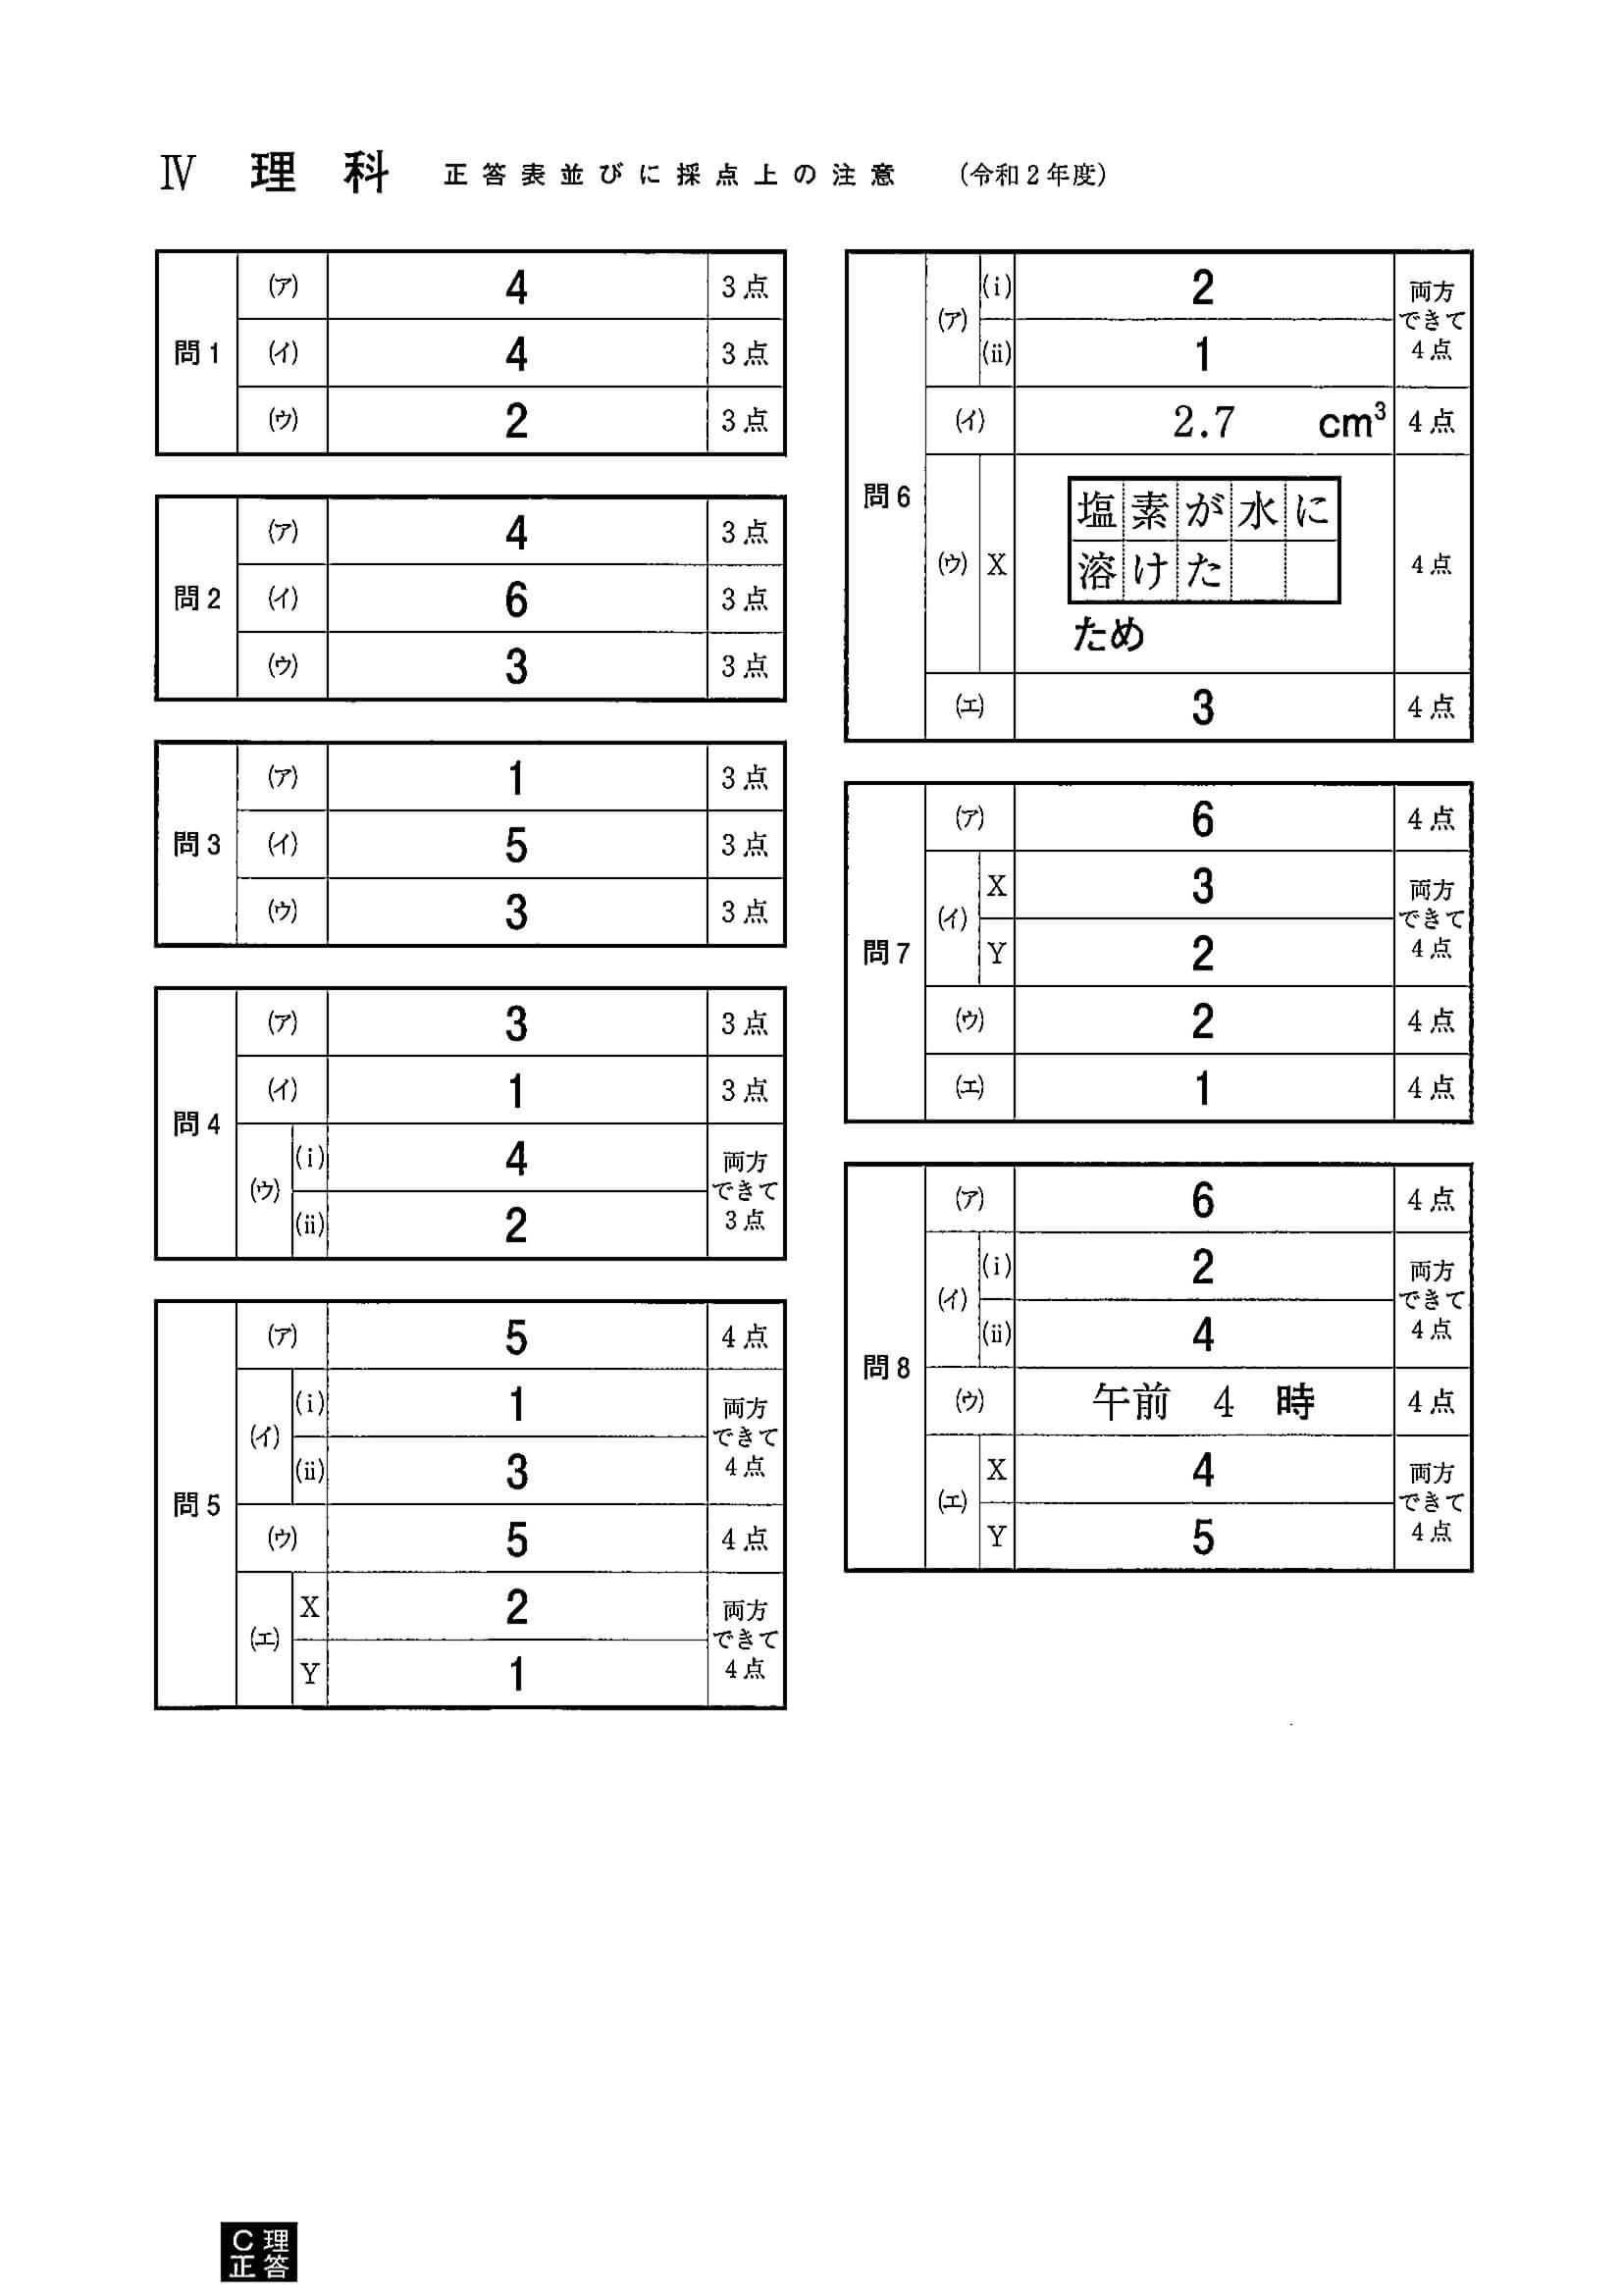 Ⅳ 理科 正答表並びに採点上の注意 (令和2年度)
問1 (ア) 4 3点
(イ) 4 3点
(ウ) 2 3点
問2 (ア) 4 3点
(イ) 6 3点
(ウ) 3 3点
問3 (ア) 1 3点
(イ) 5 3点
(ウ) 3 3点
問4 (ア) 3 3点
(イ) 1 3点
(ウ) (i) 4 両方できて3点
(ii) 2
問5 (ア) 5 4点
(イ) (i) 1 両方できて4点
(ii) 3
(ウ) 5 4点
(エ) X 2 両方できて4点
Y 1
問6 (ア) (i) 2 両方できて4点
(ii) 1
(イ) 2.7 cm³ 4点
(ウ) X 塩素が水に 4点
溶けた
ため
(エ) 3 4点
問7 (ア) 6 4点
(イ) X 3 両方できて4点
Y 2
(ウ) 2 4点
(エ) 1 4点
問8 (ア) 6 4点
(イ) (i) 2 両方できて4点
(ii) 4
(ウ) 午前 4 時 4点
(エ) X 4 両方できて4点
Y 5
C理
正答